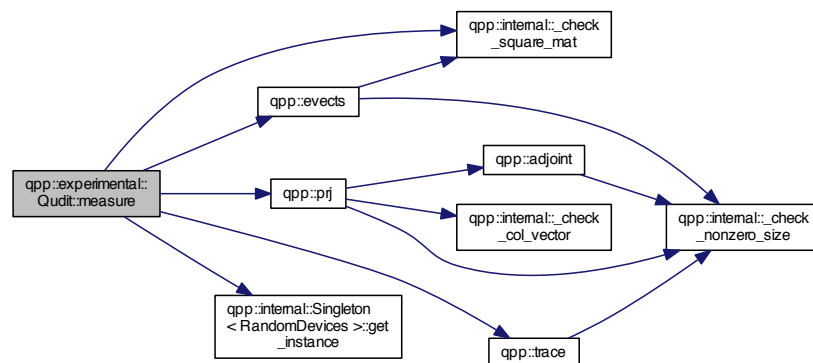 qpp::internal::_check
_square_mat
qpp::evects
qpp::adjoint
qpp::experimental::
Qudit::measure
qpp::prj
qpp::internal::_check
_col_vector
qpp::internal::_check
_nonzero_size
qpp::internal::Singleton
< RandomDevices >::get
_instance
qpp::trace